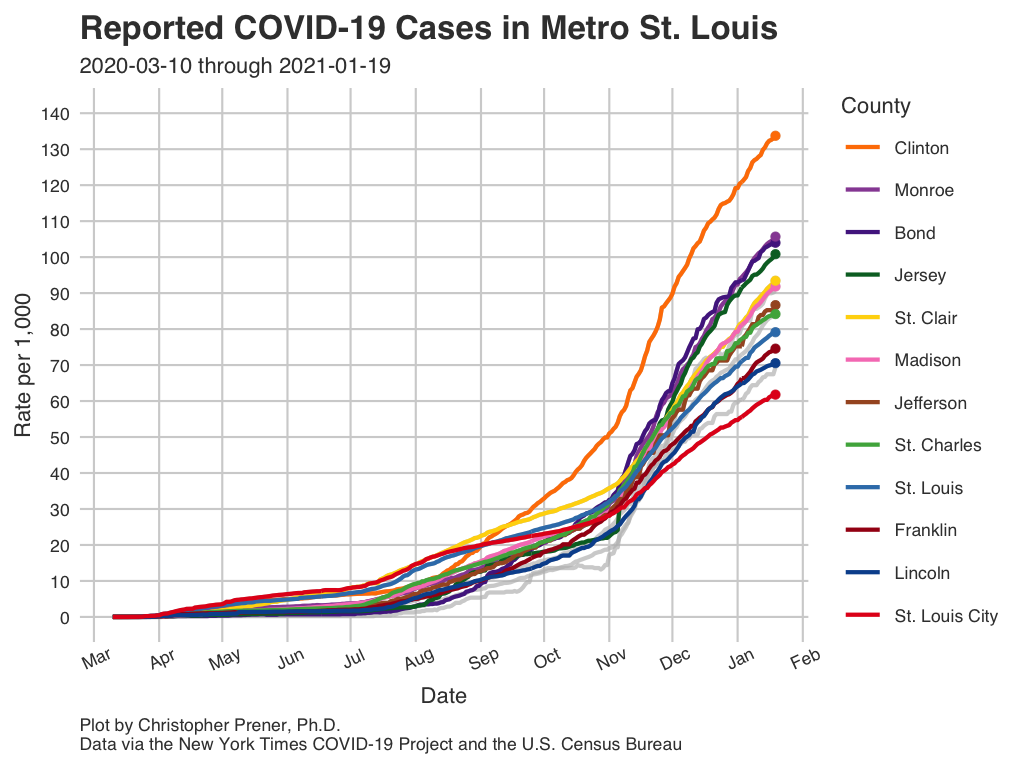 Reported COVID-19 Cases in Metro St. Louis
2020-03-10 through 2021-01-19
Rate per 1,000
140
130
120
110
100
90
80
70
60
50
40
30
20
10
0
Mar
Apr
May
Jun
Jul
Aug
Sep
Oct
Nov
Dec
Jan
Feb
Date
County
Clinton
Monroe
Bond
Jersey
St. Clair
Madison
Jefferson
St. Charles
St. Louis
Franklin
Lincoln
St. Louis City
Plot by Christopher Prener, Ph.D.
Data via the New York Times COVID-19 Project and the U.S. Census Bureau